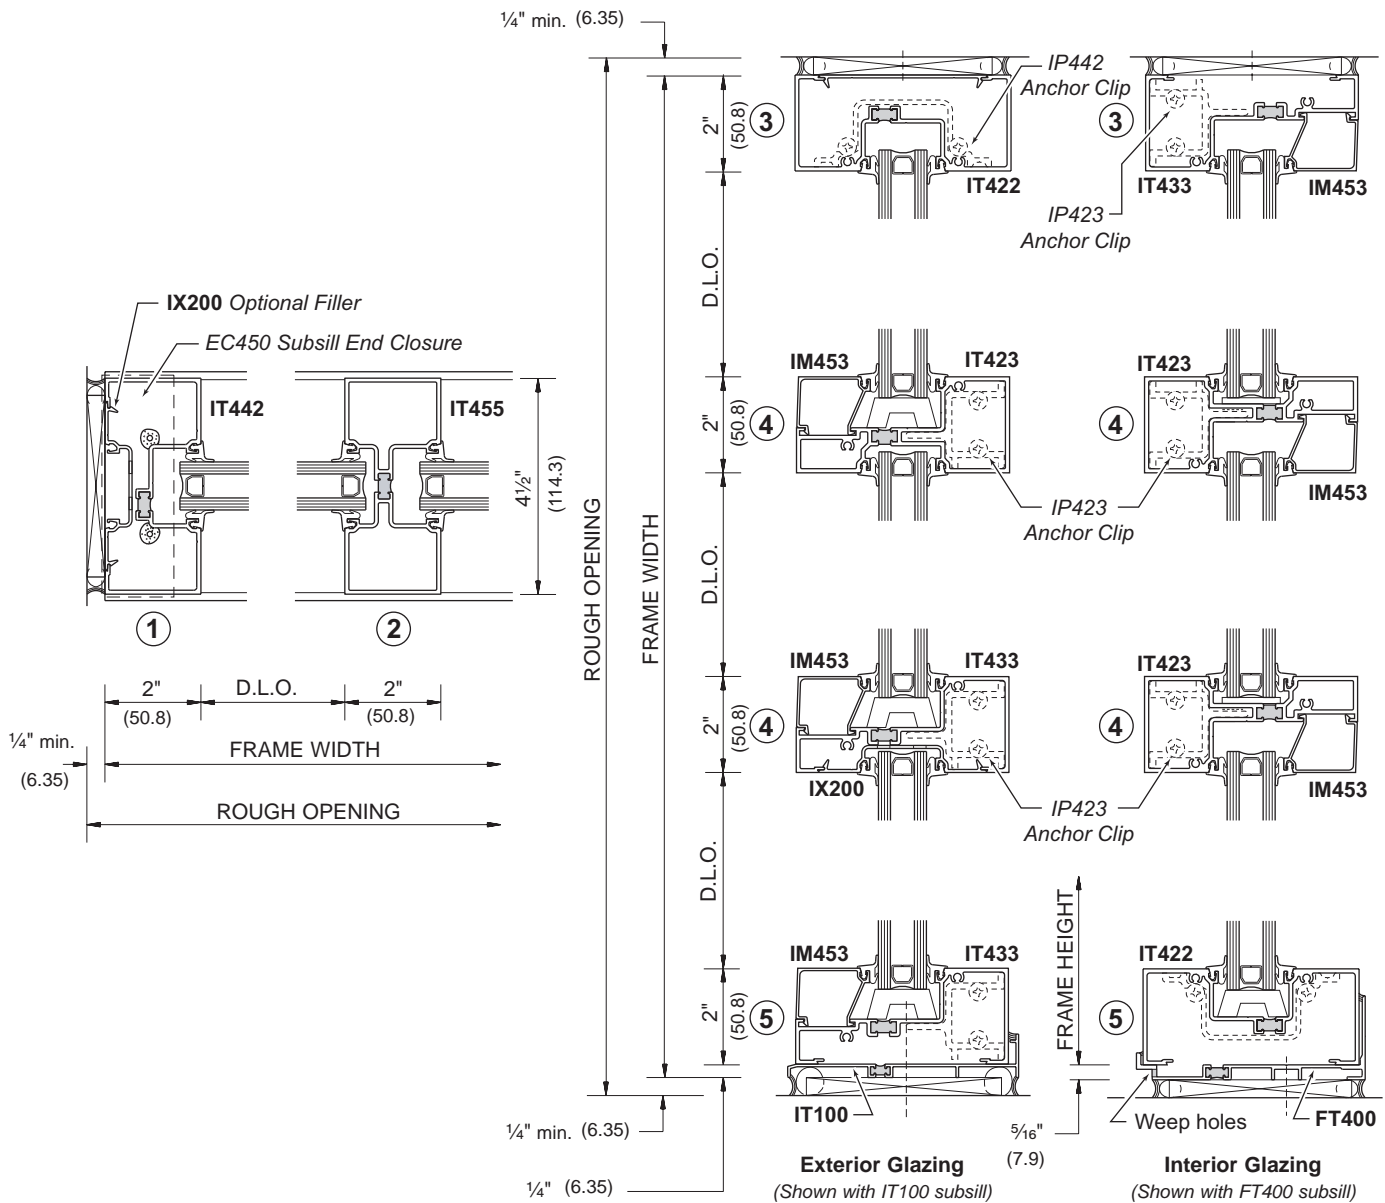 ¼" min. (6.35)
IP442
Anchor Clip
3
3
2"
(50.8)
IT422
IT433
IM453
IP423
Anchor Clip
D.L.O.
IX200 Optional Filler
EC450 Subsill End Closure
IT442
IT455
4½"
(114.3)
1
2
2"
(50.8)
D.L.O.
2"
(50.8)
¼" min.
(6.35)
FRAME WIDTH
ROUGH OPENING
ROUGH OPENING
FRAME WIDTH
IM453
IT423
IT423
4
4
2"
(50.8)
IM453
IP423
Anchor Clip
D.L.O.
IM453
IT433
IT423
4
4
2"
(50.8)
IX200
IM453
IP423
Anchor Clip
D.L.O.
FRAME HEIGHT
IM453
IT433
IT422
5
5
2"
(50.8)
IT100
Weep holes
FT400
¼" min. (6.35)
5⁄16"
(7.9)
¼" (6.35)
Exterior Glazing
(Shown with IT100 subsill)
Interior Glazing
(Shown with FT400 subsill)